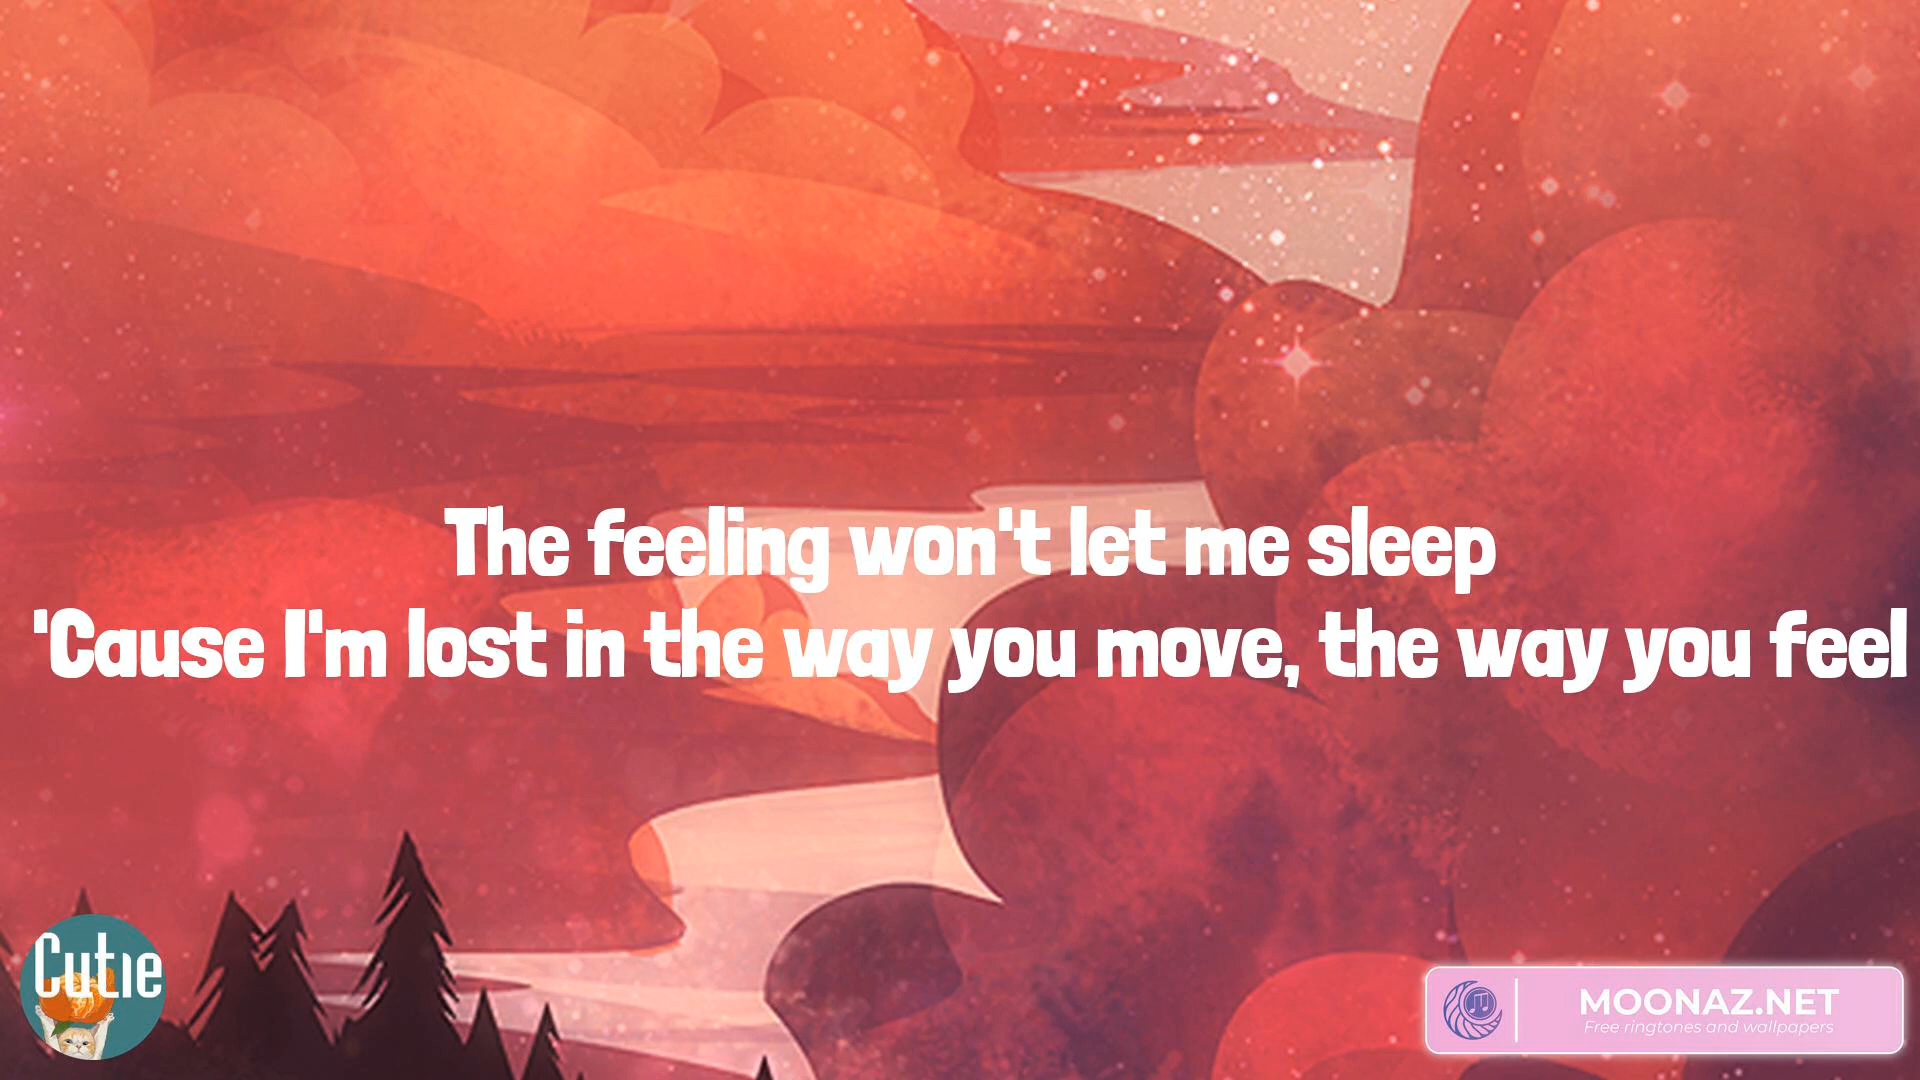 The feeling won't let me sleep
'Cause I'm lost in the way you move, the way you feel
Cutie
MOONAZ.NET
Free ringtones and wallpapers